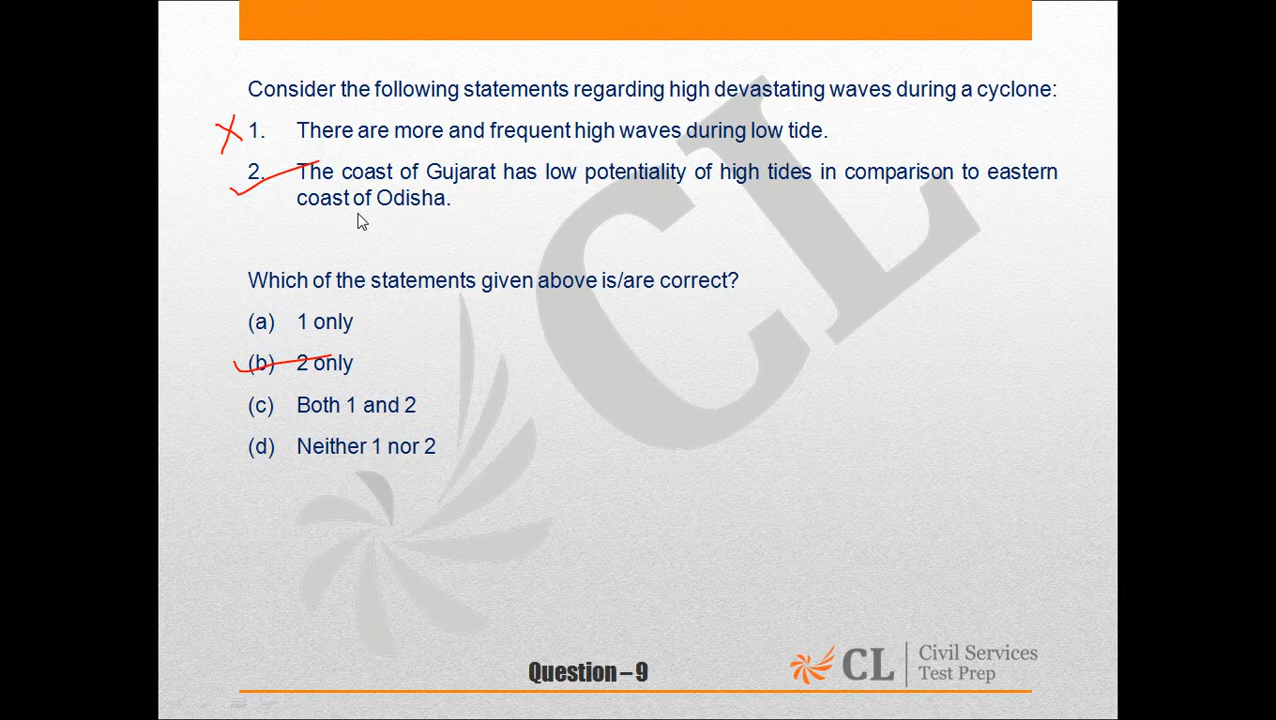 Consider the following statements regarding high devastating waves during a cyclone:
1. There are more and frequent high waves during low tide.
2. The coast of Gujarat has low potentiality of high tides in comparison to eastern
coast of Odisha.
Which of the statements given above is/are correct?
(a) 1 only
(b) 2 only
(c) Both 1 and 2
(d) Neither 1 nor 2
CL
Question – 9
CL Civil Services
Test Prep